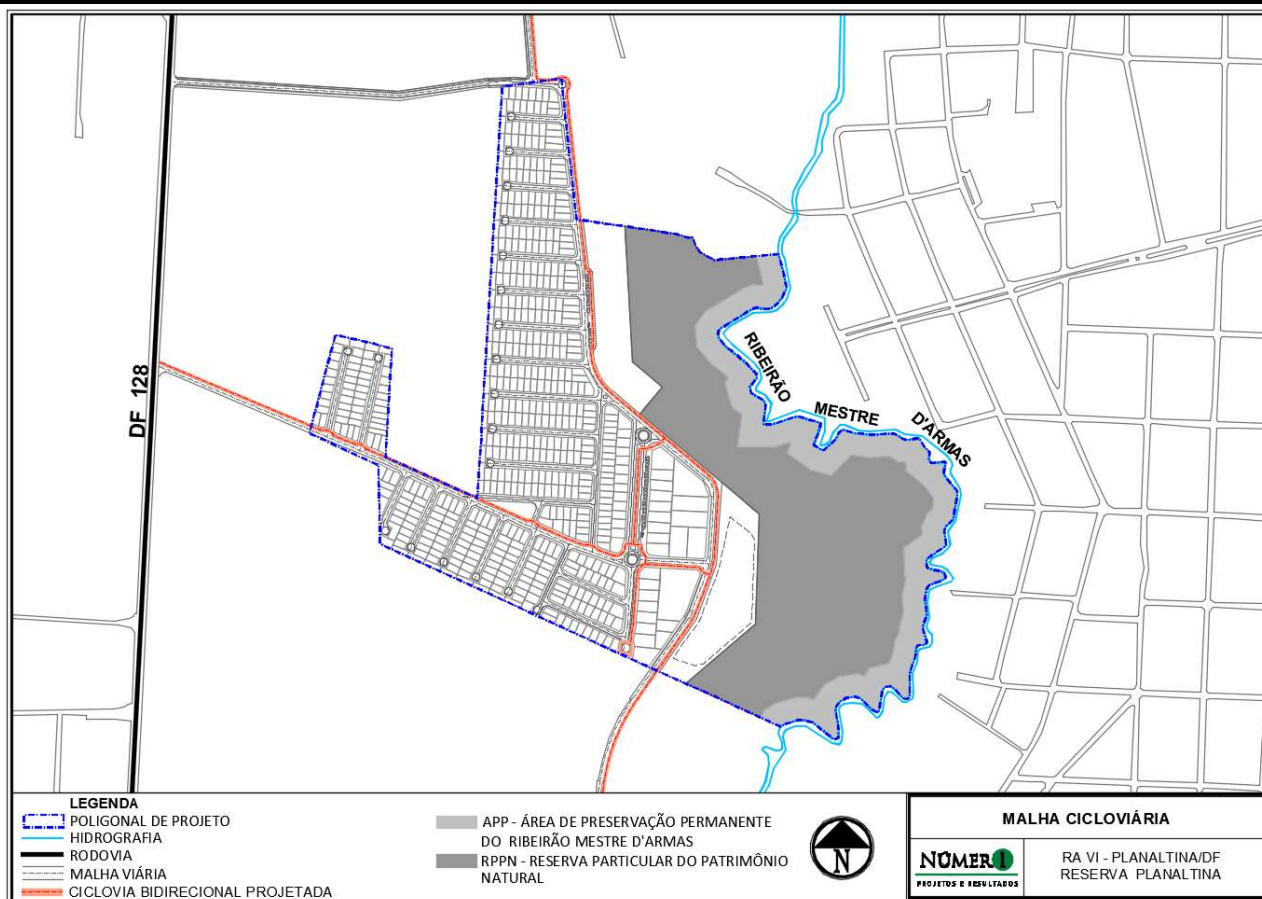 DF 128
RIBEIRÃO
MESTRE
D'ARMAS
LEGENDA
POLIGONAL DE PROJETO
HIDROGRAFIA
RODOVIA
MALHA VIÁRIA
CICLOVIA BIDIRECIONAL PROJETADA
APP - ÁREA DE PRESERVAÇÃO PERMANENTE
DO RIBEIRÃO MESTRE D'ARMAS
RPPN - RESERVA PARTICULAR DO PATRIMÔNIO
NATURAL
N
MALHA CICLOVIÁRIA
NÚMERO1
PROJETOS E RESULTADOS
RA VI - PLANALTINA/DF
RESERVA PLANALTINA